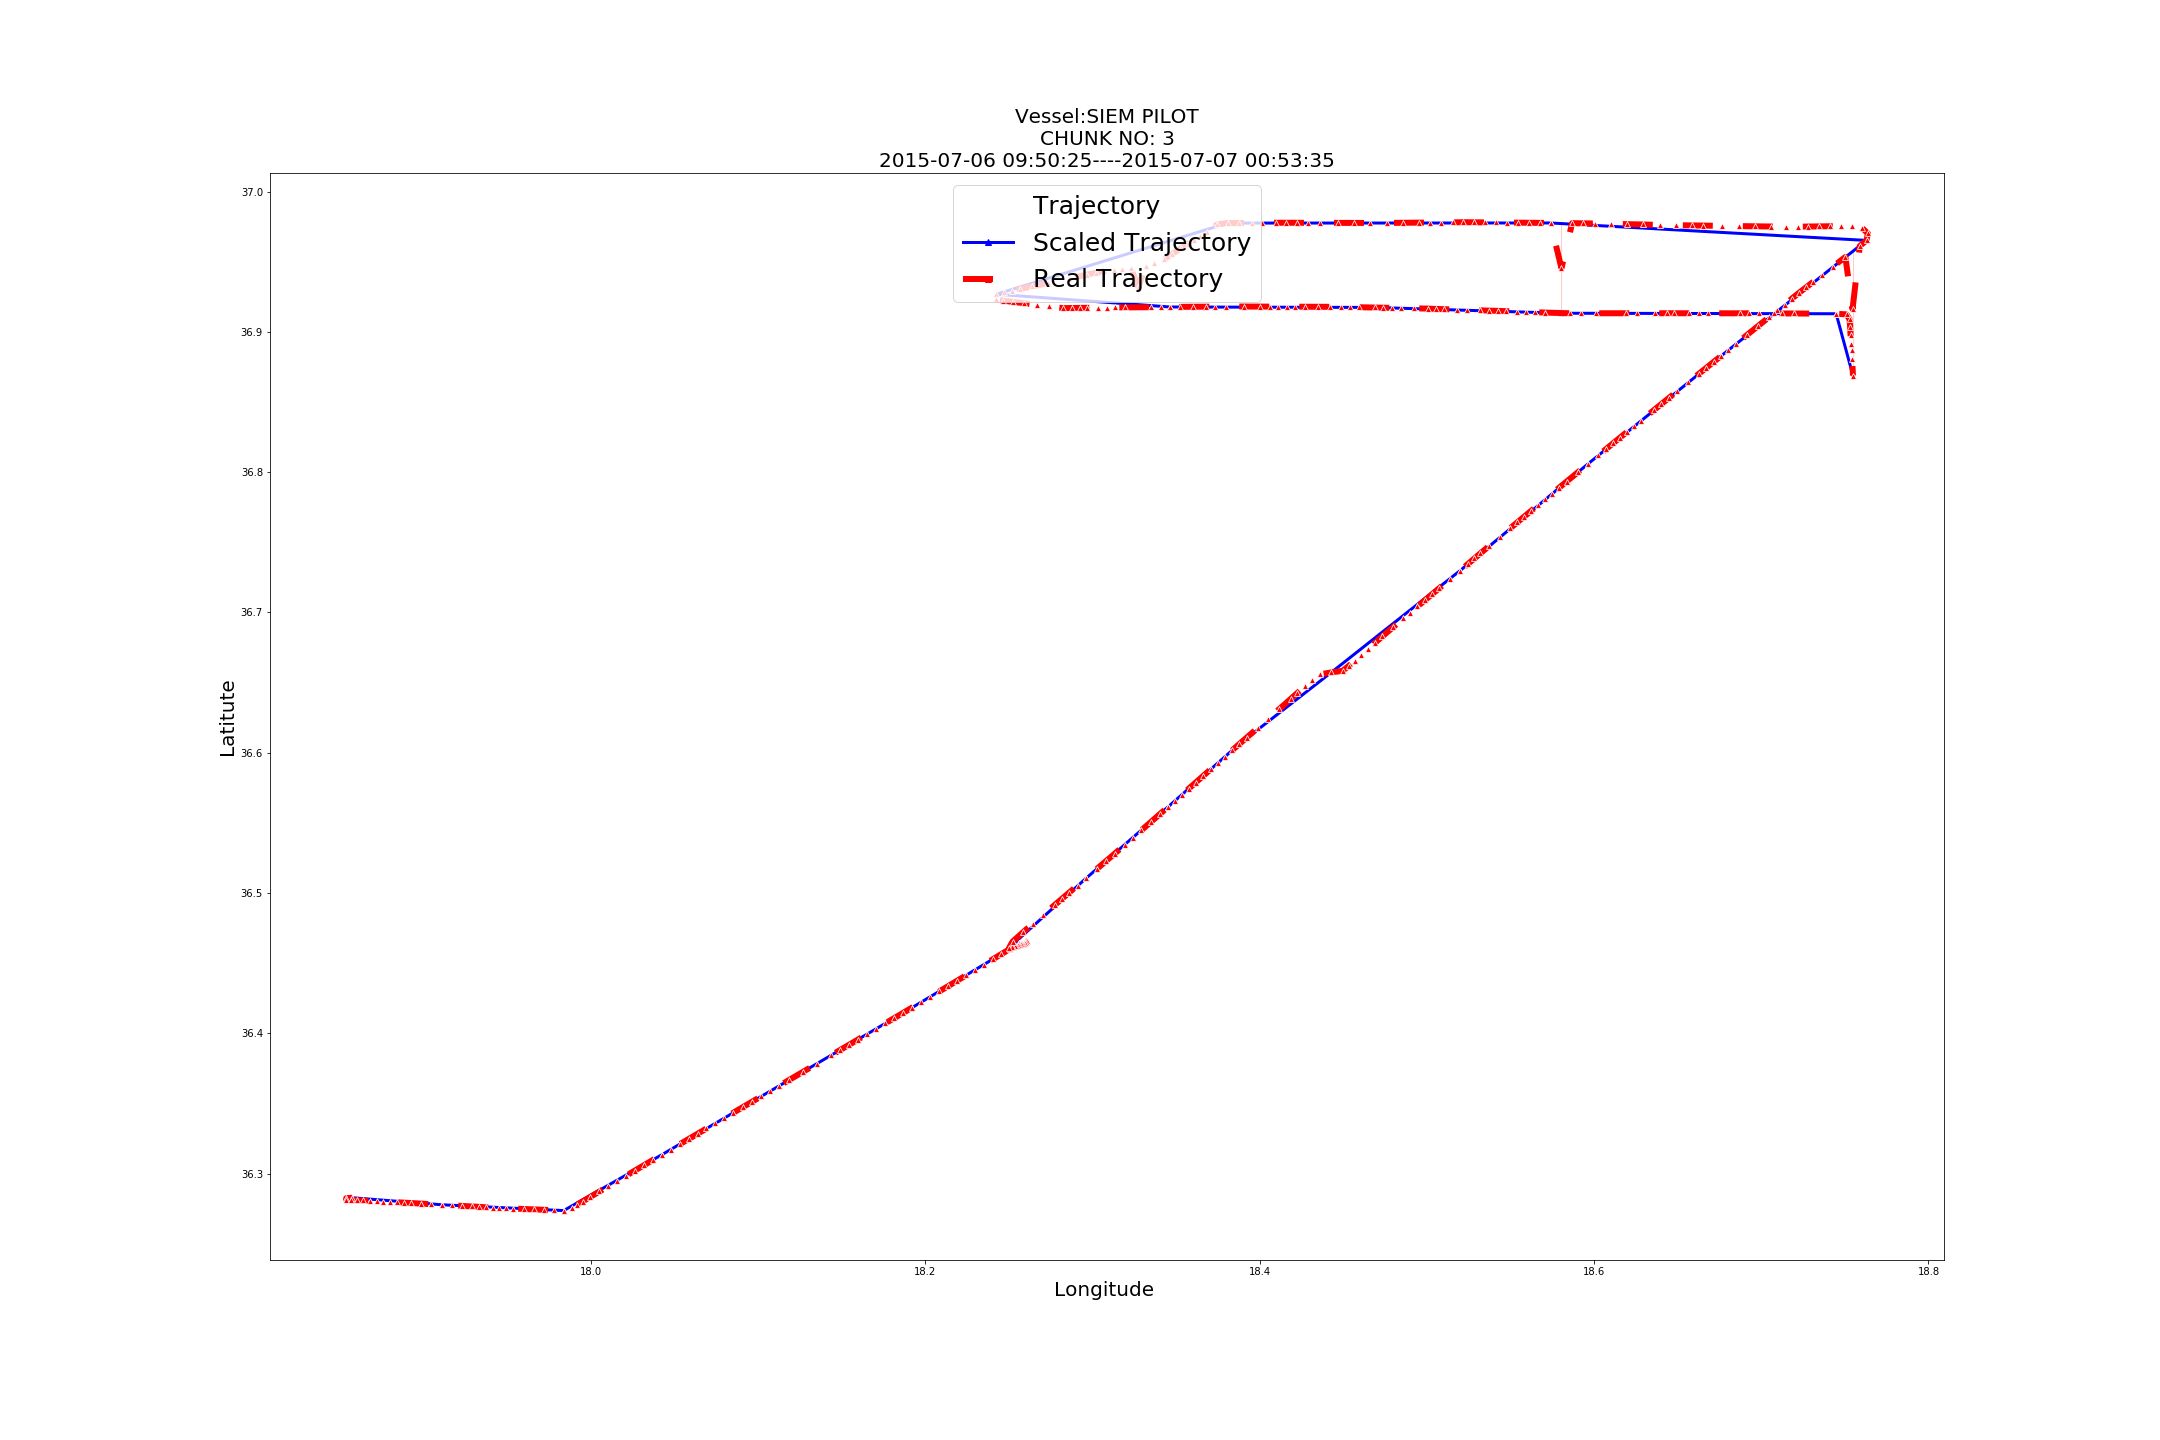 Vessel:SIEM PILOT
CHUNK NO: 3
2015-07-06 09:50:25----2015-07-07 00:53:35
Trajectory
Scaled Trajectory
Real Trajectory
37.0
36.9
36.8
36.7
36.6
36.5
36.4
36.3
Latitute
18.0 18.2 18.4 18.6 18.8
Longitude